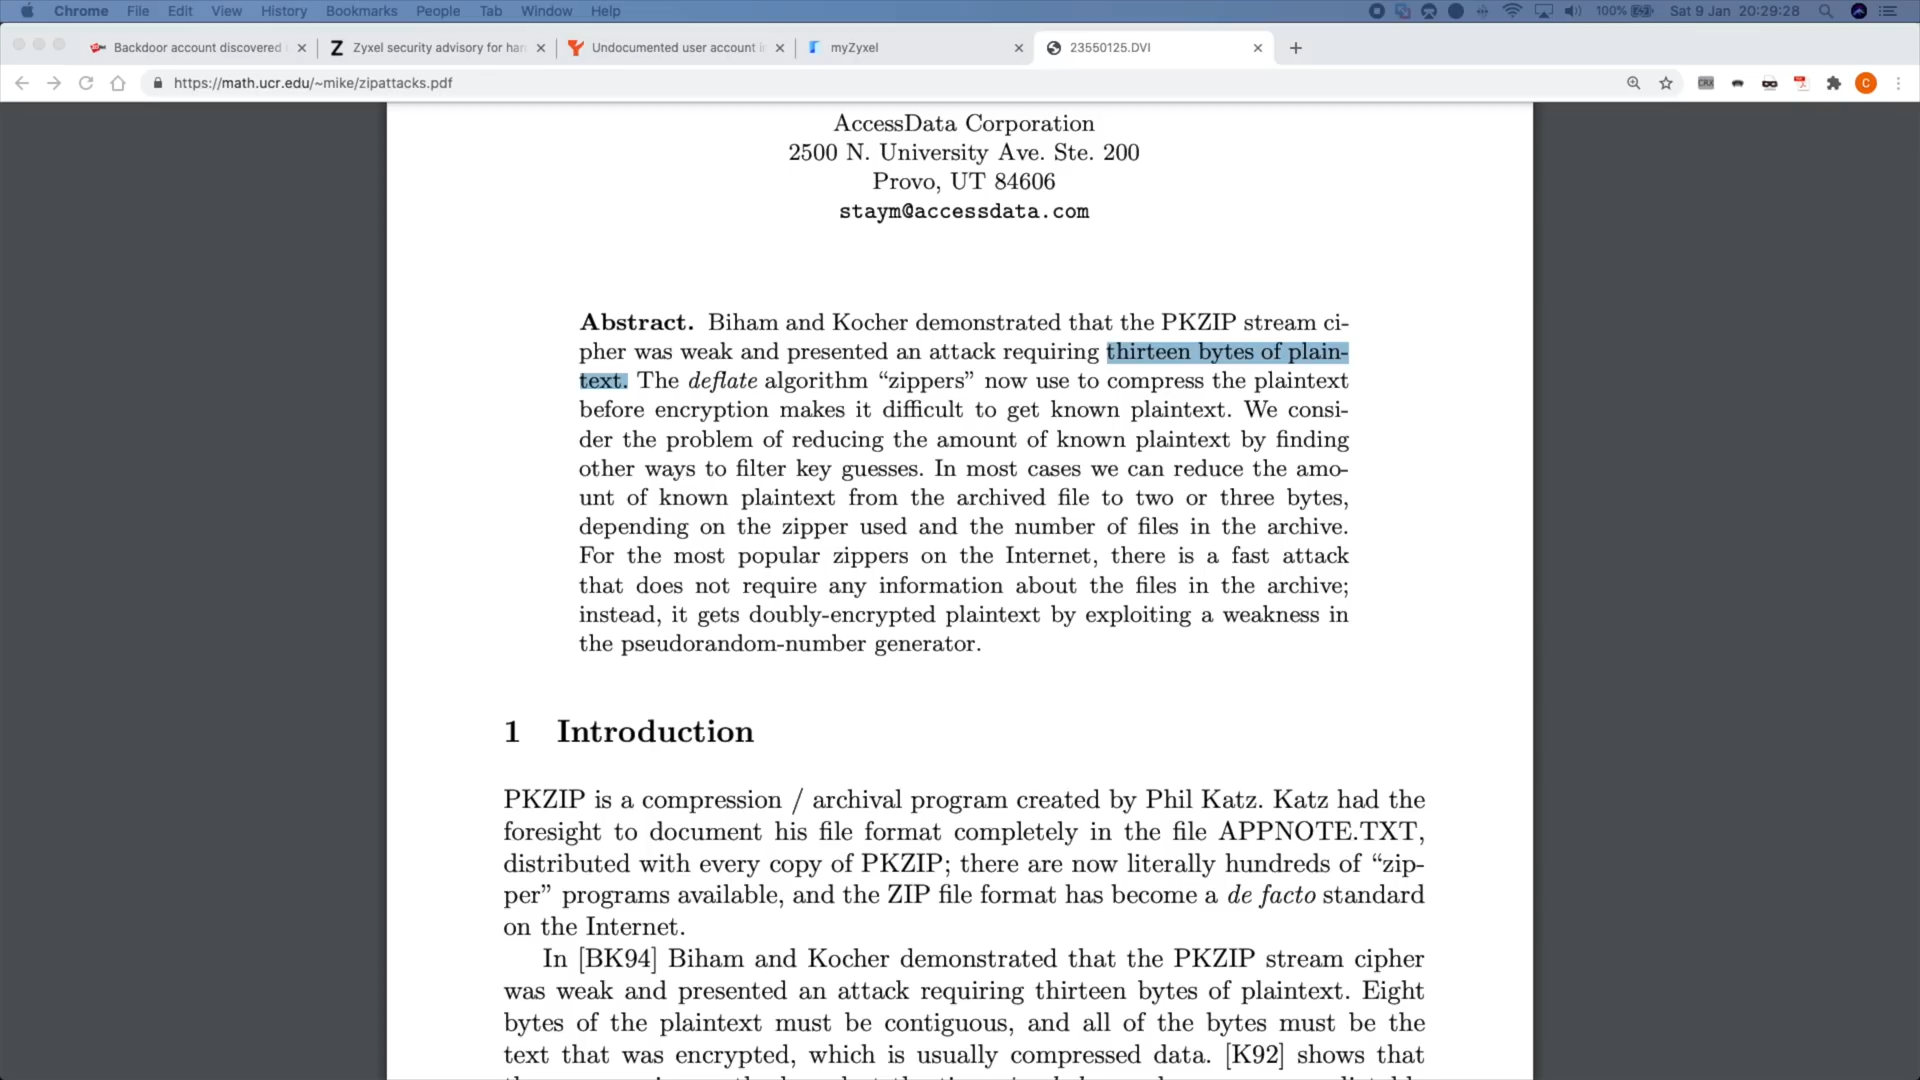 Chrome File Edit View History Bookmarks People Tab Window Help 100% Sat 9 Jan 20:29:28
Backdoor account discovered Zyxel security advisory for har Undocumented user account i myZyxel 23550125.DVI
https://math.ucr.edu/~mike/zipattacks.pdf CRX C
AccessData Corporation
2500 N. University Ave. Ste. 200
Provo, UT 84606
staym@accessdata.com
Abstract. Biham and Kocher demonstrated that the PKZIP stream ci-
pher was weak and presented an attack requiring thirteen bytes of plain-
text. The deflate algorithm “zippers” now use to compress the plaintext
before encryption makes it difficult to get known plaintext. We consi-
der the problem of reducing the amount of known plaintext by finding
other ways to filter key guesses. In most cases we can reduce the amo-
unt of known plaintext from the archived file to two or three bytes,
depending on the zipper used and the number of files in the archive.
For the most popular zippers on the Internet, there is a fast attack
that does not require any information about the files in the archive;
instead, it gets doubly-encrypted plaintext by exploiting a weakness in
the pseudorandom-number generator.
1 Introduction
PKZIP is a compression / archival program created by Phil Katz. Katz had the
foresight to document his file format completely in the file APPNOTE.TXT,
distributed with every copy of PKZIP; there are now literally hundreds of “zip-
per” programs available, and the ZIP file format has become a de facto standard
on the Internet.
In [BK94] Biham and Kocher demonstrated that the PKZIP stream cipher
was weak and presented an attack requiring thirteen bytes of plaintext. Eight
bytes of the plaintext must be contiguous, and all of the bytes must be the
text that was encrypted, which is usually compressed data. [K92] shows that